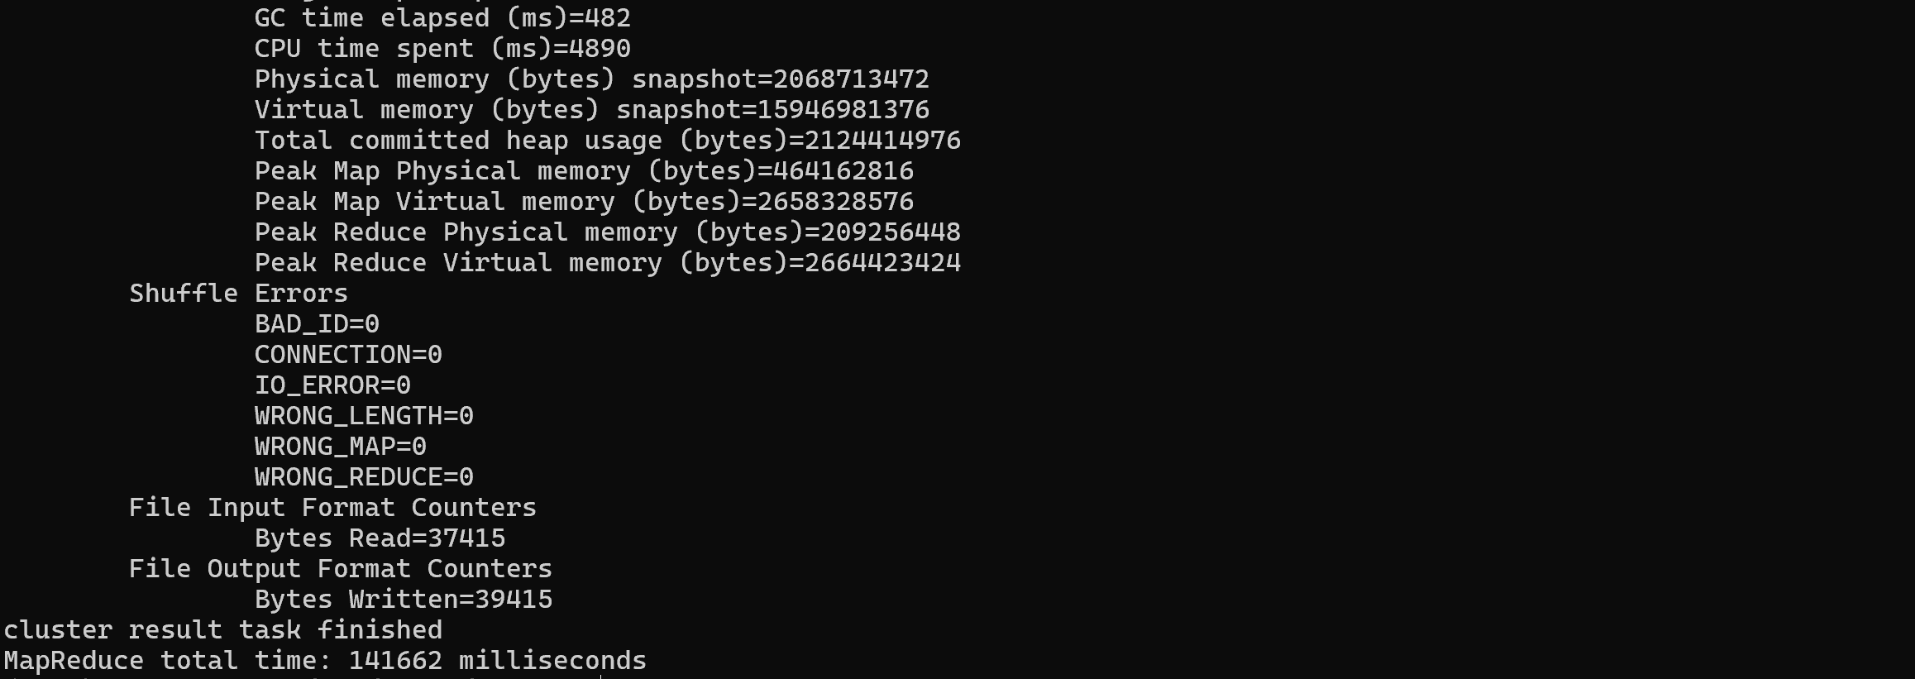 GC time elapsed (ms)=482
CPU time spent (ms)=4890
Physical memory (bytes) snapshot=2068713472
Virtual memory (bytes) snapshot=15946981376
Total committed heap usage (bytes)=2124414976
Peak Map Physical memory (bytes)=464162816
Peak Map Virtual memory (bytes)=2658328576
Peak Reduce Physical memory (bytes)=209256448
Peak Reduce Virtual memory (bytes)=2664423424
Shuffle Errors
BAD_ID=0
CONNECTION=0
IO_ERROR=0
WRONG_LENGTH=0
WRONG_MAP=0
WRONG_REDUCE=0
File Input Format Counters
Bytes Read=37415
File Output Format Counters
Bytes Written=39415
cluster result task finished
MapReduce total time: 141662 milliseconds